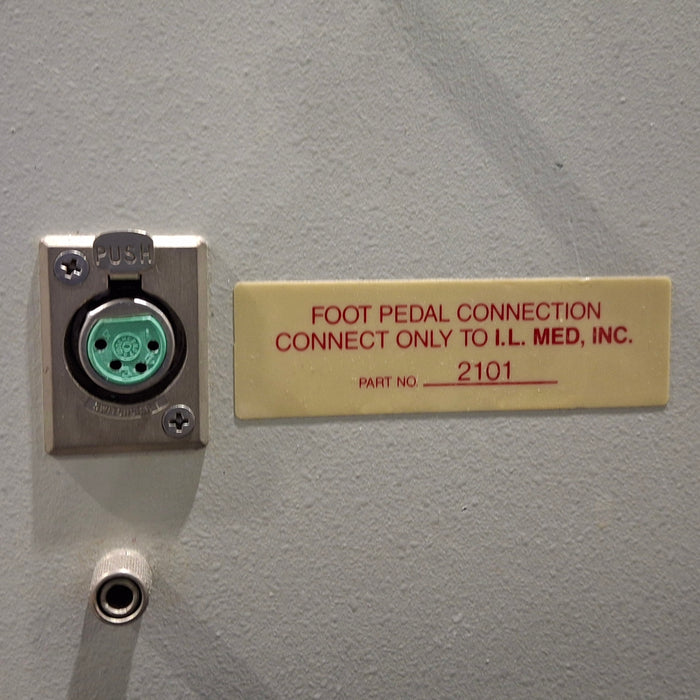 PUSH
FOOT PEDAL CONNECTION
CONNECT ONLY TO I.L. MED, INC.
PART NO. 2101